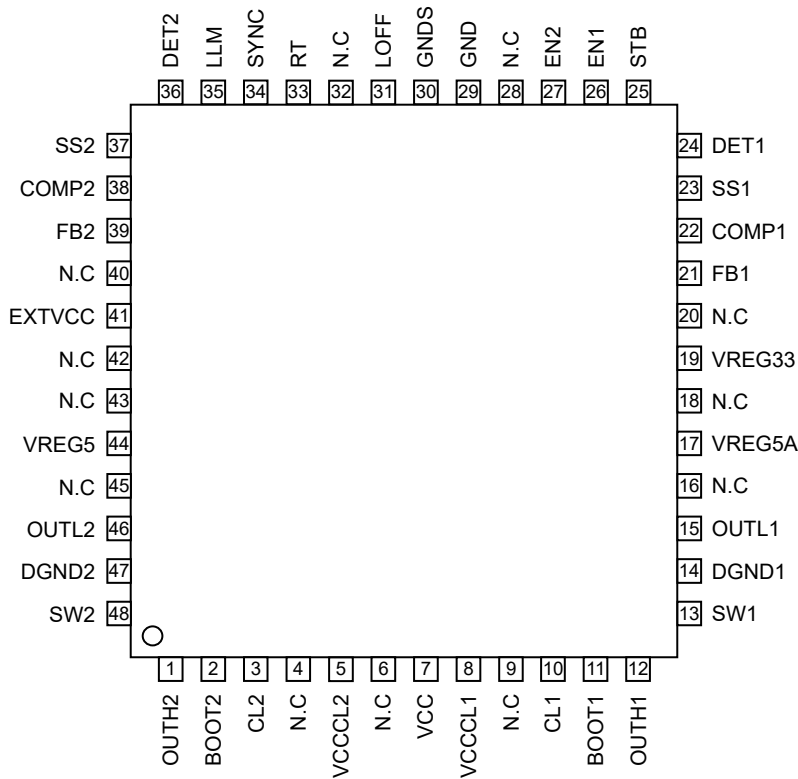 DET2 LLM SYNC RT N.C LOFF GNDS GND N.C EN2 EN1 STB
36 35 34 33 32 31 30 29 28 27 26 25
SS2 37 24 DET1
COMP2 38 23 SS1
FB2 39 22 COMP1
N.C 40 21 FB1
EXTVCC 41 20 N.C
N.C 42 19 VREG33
N.C 43 18 N.C
VREG5 44 17 VREG5A
N.C 45 16 N.C
OUTL2 46 15 OUTL1
DGND2 47 14 DGND1
SW2 48 13 SW1
1 2 3 4 5 6 7 8 9 10 11 12
OUTH2 BOOT2 CL2 N.C VCCCL2 N.C VCC VCCCL1 N.C CL1 BOOT1 OUTH1